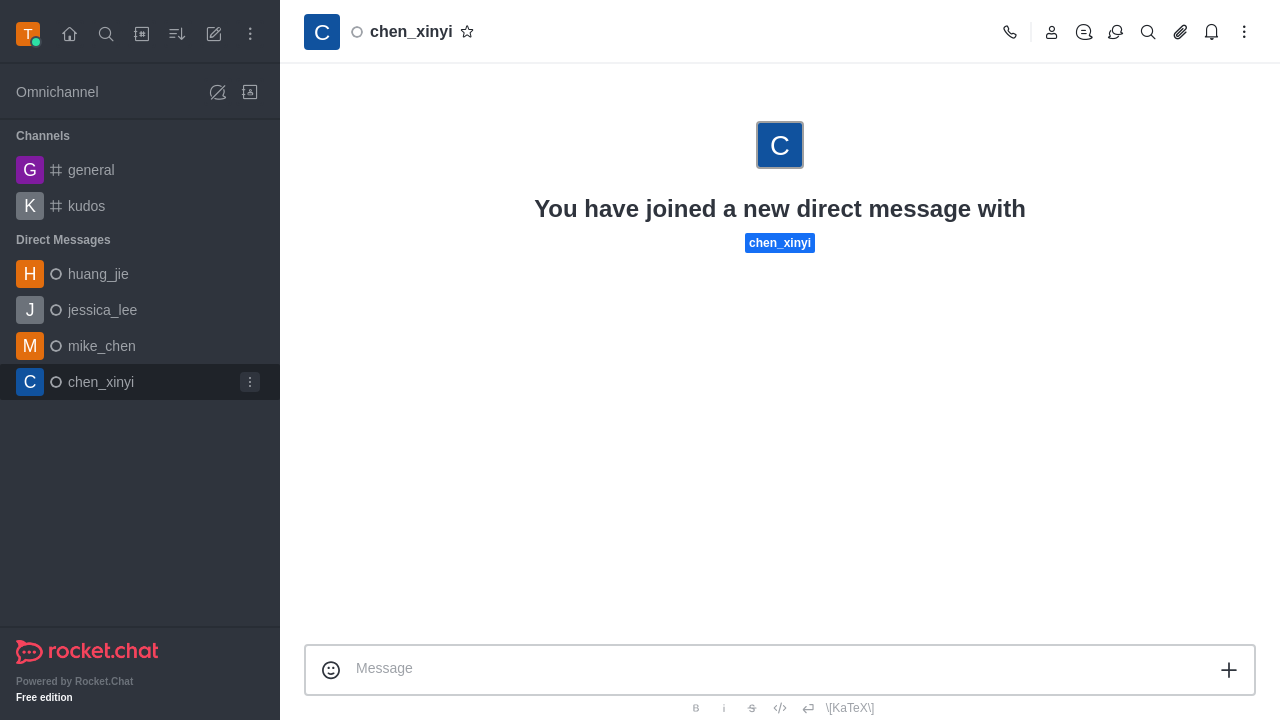 T
Omnichannel
Channels
G general
K kudos
Direct Messages
H huang_jie
J jessica_lee
M mike_chen
C chen_xinyi
rocket.chat
Powered by Rocket.Chat
Free edition
C chen_xinyi
C
You have joined a new direct message with
chen_xinyi
Message
B i S \[KaTeX\]